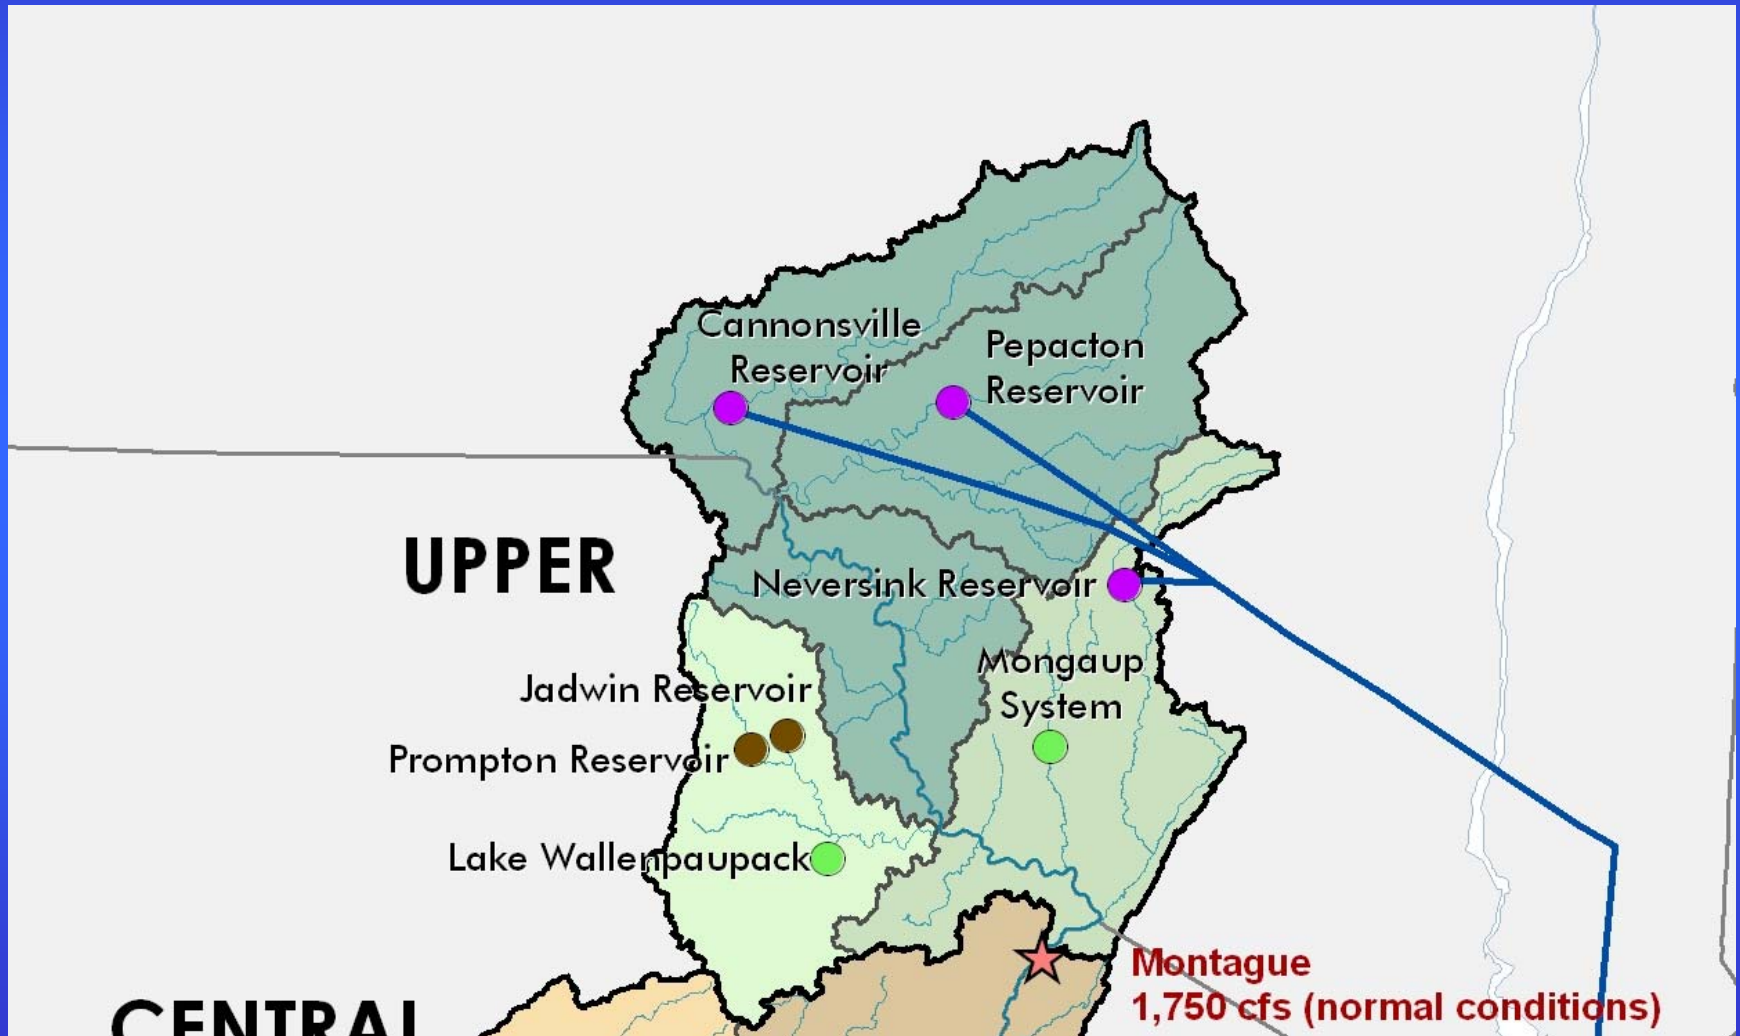 Cannonsville
Reservoir
Pepacton
Reservoir
UPPER
Neversink Reservoir
Mongaup
System
Jadwin Reservoir
Prompton Reservoir
Lake Wallenpaupack
Montague
1,750 cfs (normal conditions)
CENTRAL